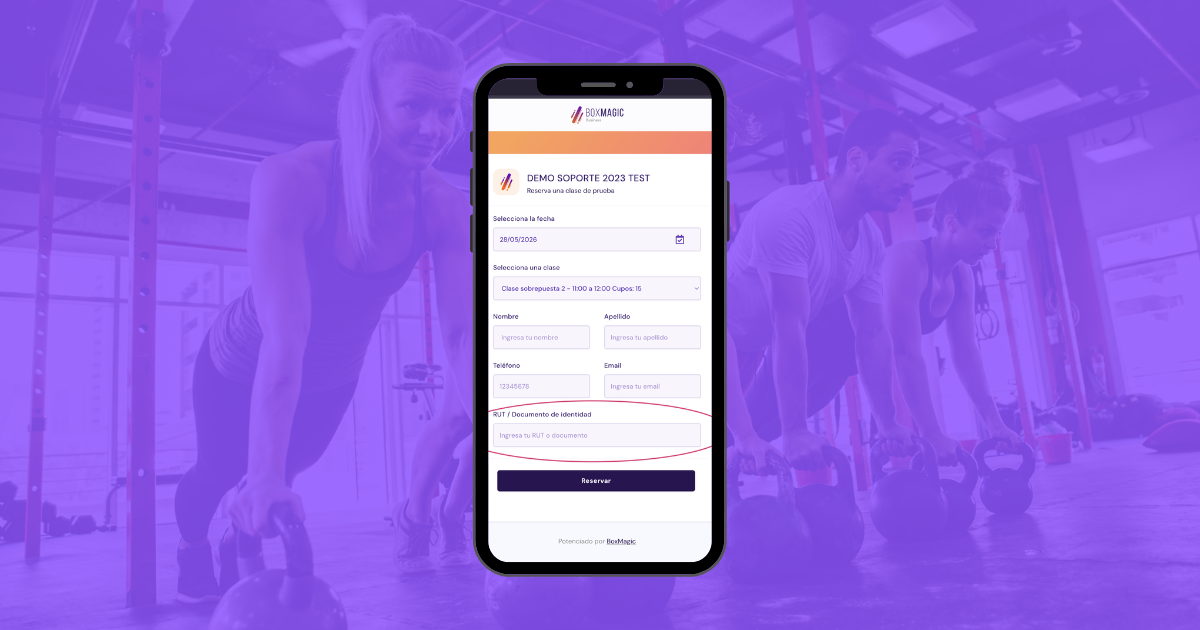 BOXMAGIC
Business
DEMO SOPORTE 2023 TEST
Reserva una clase de prueba
Selecciona la fecha
28/05/2026
Selecciona una clase
Clase sobrepuesta 2 - 11:00 a 12:00 Cupos: 15
Nombre
Apellido
Ingresa tu nombre
Ingresa tu apellido
Teléfono
Email
12345678
Ingresa tu email
RUT / Documento de identidad
Ingresa tu RUT o documento
Reservar
Potenciado por BoxMagic